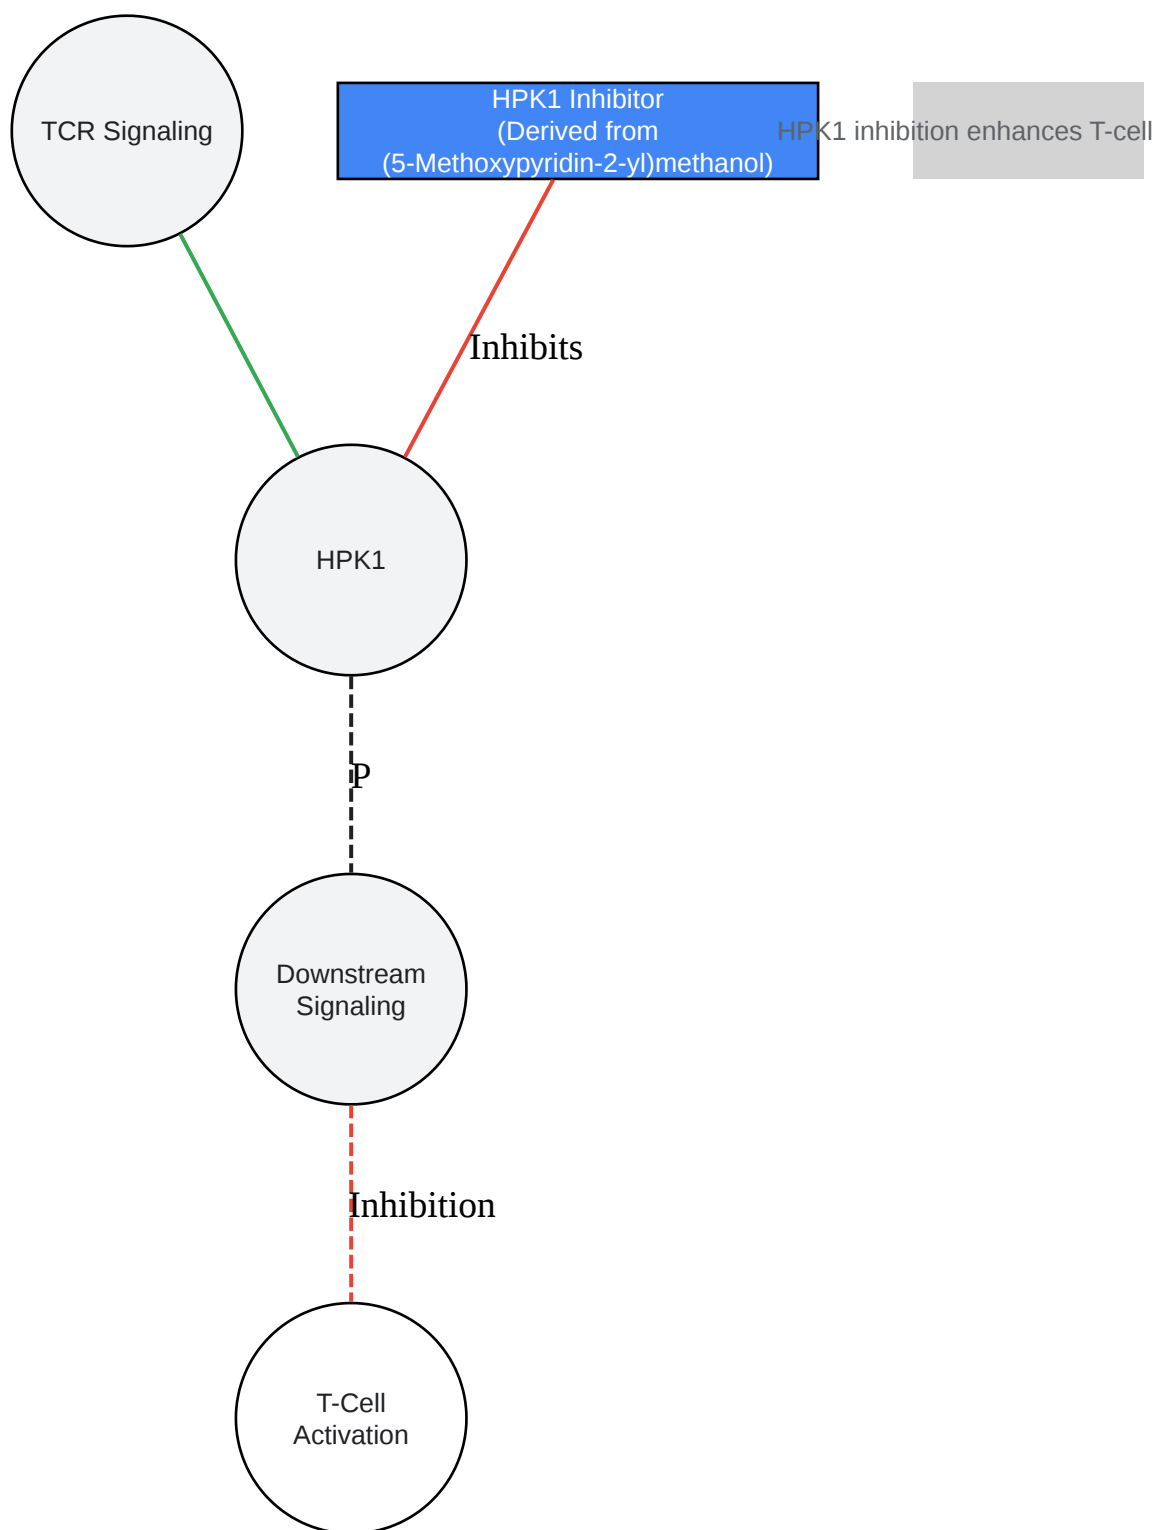 TCR Signaling
HPK1 Inhibitor
(Derived from
(5-Methoxypyridin-2-yl)methanol)
HPK1 inhibition enhances T-cell
Inhibits
HPK1
P
Downstream
Signaling
Inhibition
T-Cell
Activation